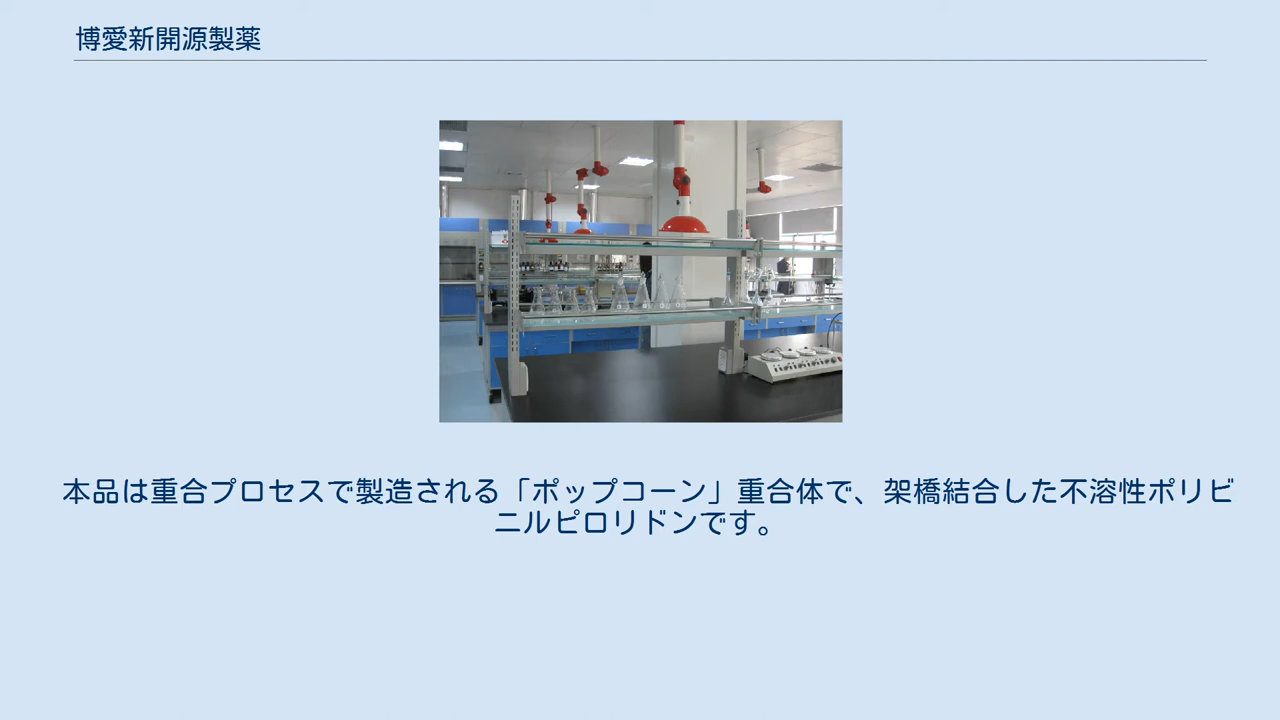 博愛新開源製薬
本品は重合プロセスで製造される「ポップコーン」重合体で、架橋結合した不溶性ポリビ
ニルピロリドンです。